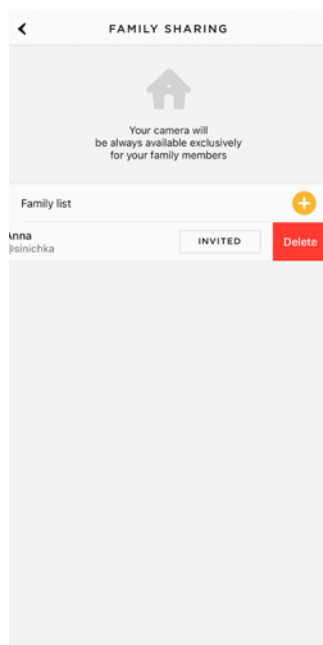 FAMILY SHARING
Your camera will
be always available exclusively
for your family members
Family list
Anna
@sinichka
INVITED
Delete